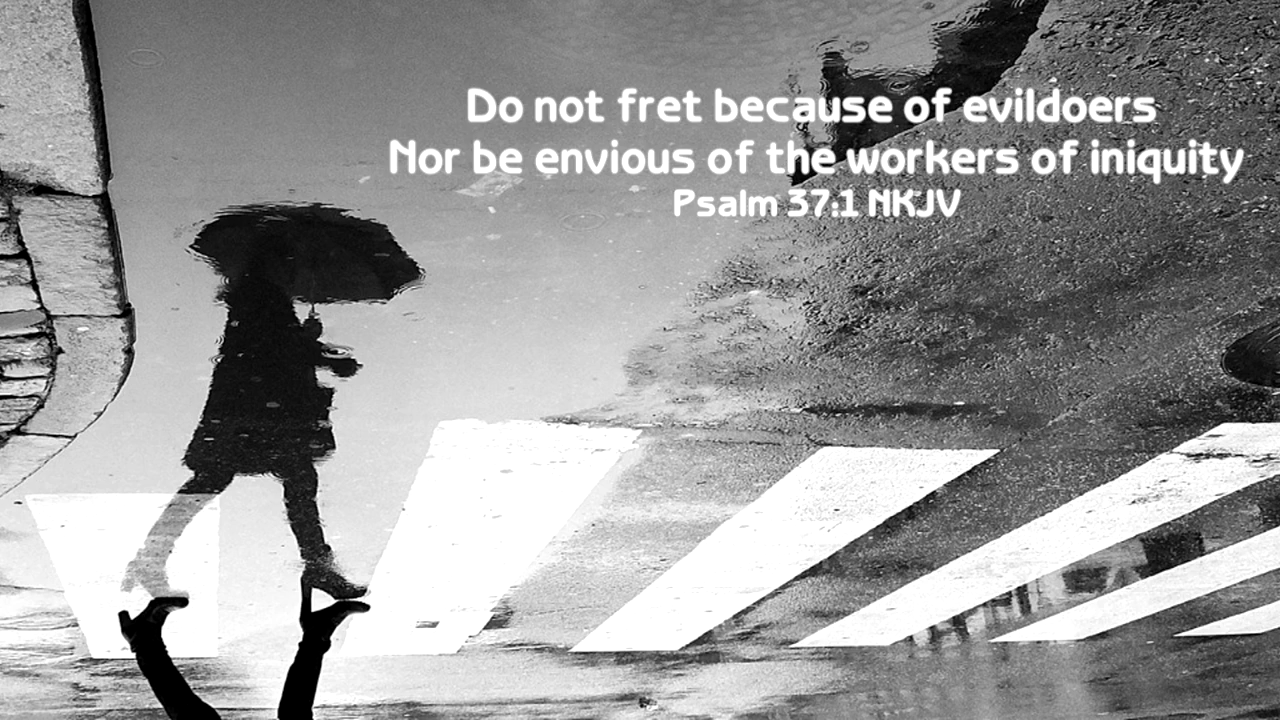 Do not fret because of evildoers
Nor be envious of the workers of iniquity
Psalm 37:1 NKJV